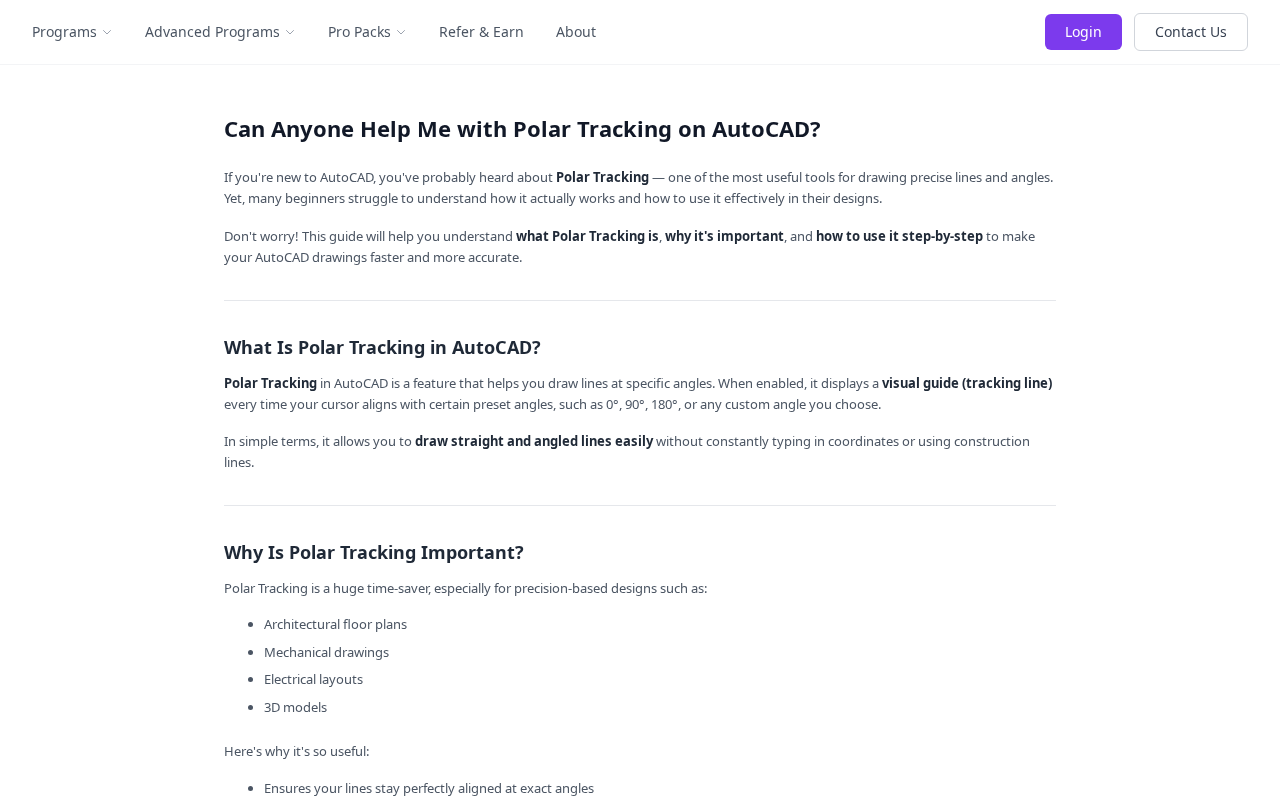 Programs Advanced Programs Pro Packs Refer & Earn About Login Contact Us
Can Anyone Help Me with Polar Tracking on AutoCAD?
If you're new to AutoCAD, you've probably heard about Polar Tracking — one of the most useful tools for drawing precise lines and angles.
Yet, many beginners struggle to understand how it actually works and how to use it effectively in their designs.
Don't worry! This guide will help you understand what Polar Tracking is, why it's important, and how to use it step-by-step to make
your AutoCAD drawings faster and more accurate.
What Is Polar Tracking in AutoCAD?
Polar Tracking in AutoCAD is a feature that helps you draw lines at specific angles. When enabled, it displays a visual guide (tracking line)
every time your cursor aligns with certain preset angles, such as 0°, 90°, 180°, or any custom angle you choose.
In simple terms, it allows you to draw straight and angled lines easily without constantly typing in coordinates or using construction
lines.
Why Is Polar Tracking Important?
Polar Tracking is a huge time-saver, especially for precision-based designs such as:
• Architectural floor plans
• Mechanical drawings
• Electrical layouts
• 3D models
Here's why it's so useful:
• Ensures your lines stay perfectly aligned at exact angles